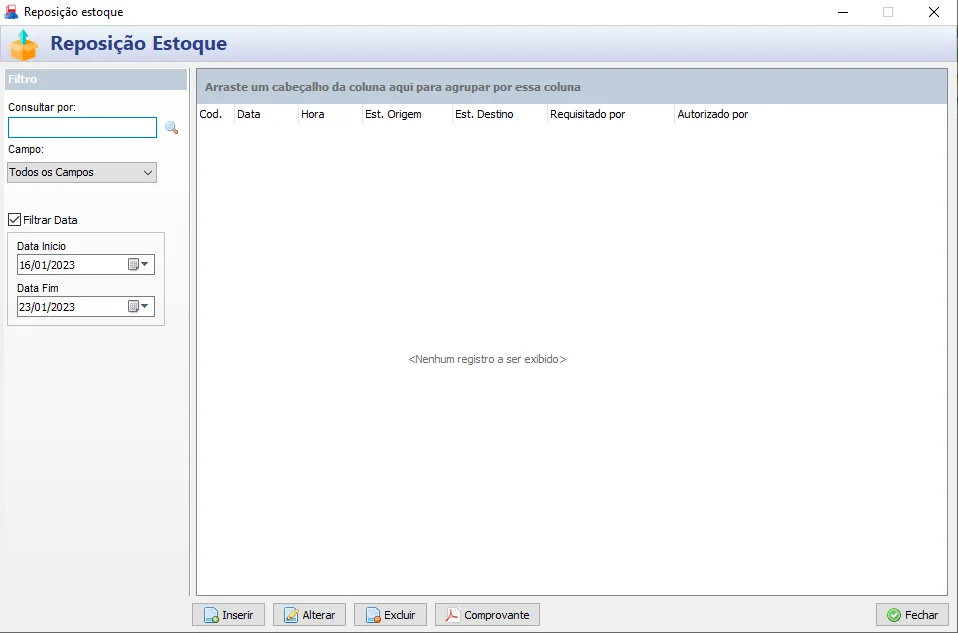 Reposição estoque
Reposição Estoque
Filtro
Consultar por:
Campo:
Todos os Campos
Filtrar Data
Data Inicio
16/01/2023
Data Fim
23/01/2023
Arraste um cabeçalho da coluna aqui para agrupar por essa coluna
Cod. Data Hora Est. Origem Est. Destino Requisitado por Autorizado por
<Nenhum registro a ser exibido>
Inserir Alterar Excluir Comprovante Fechar